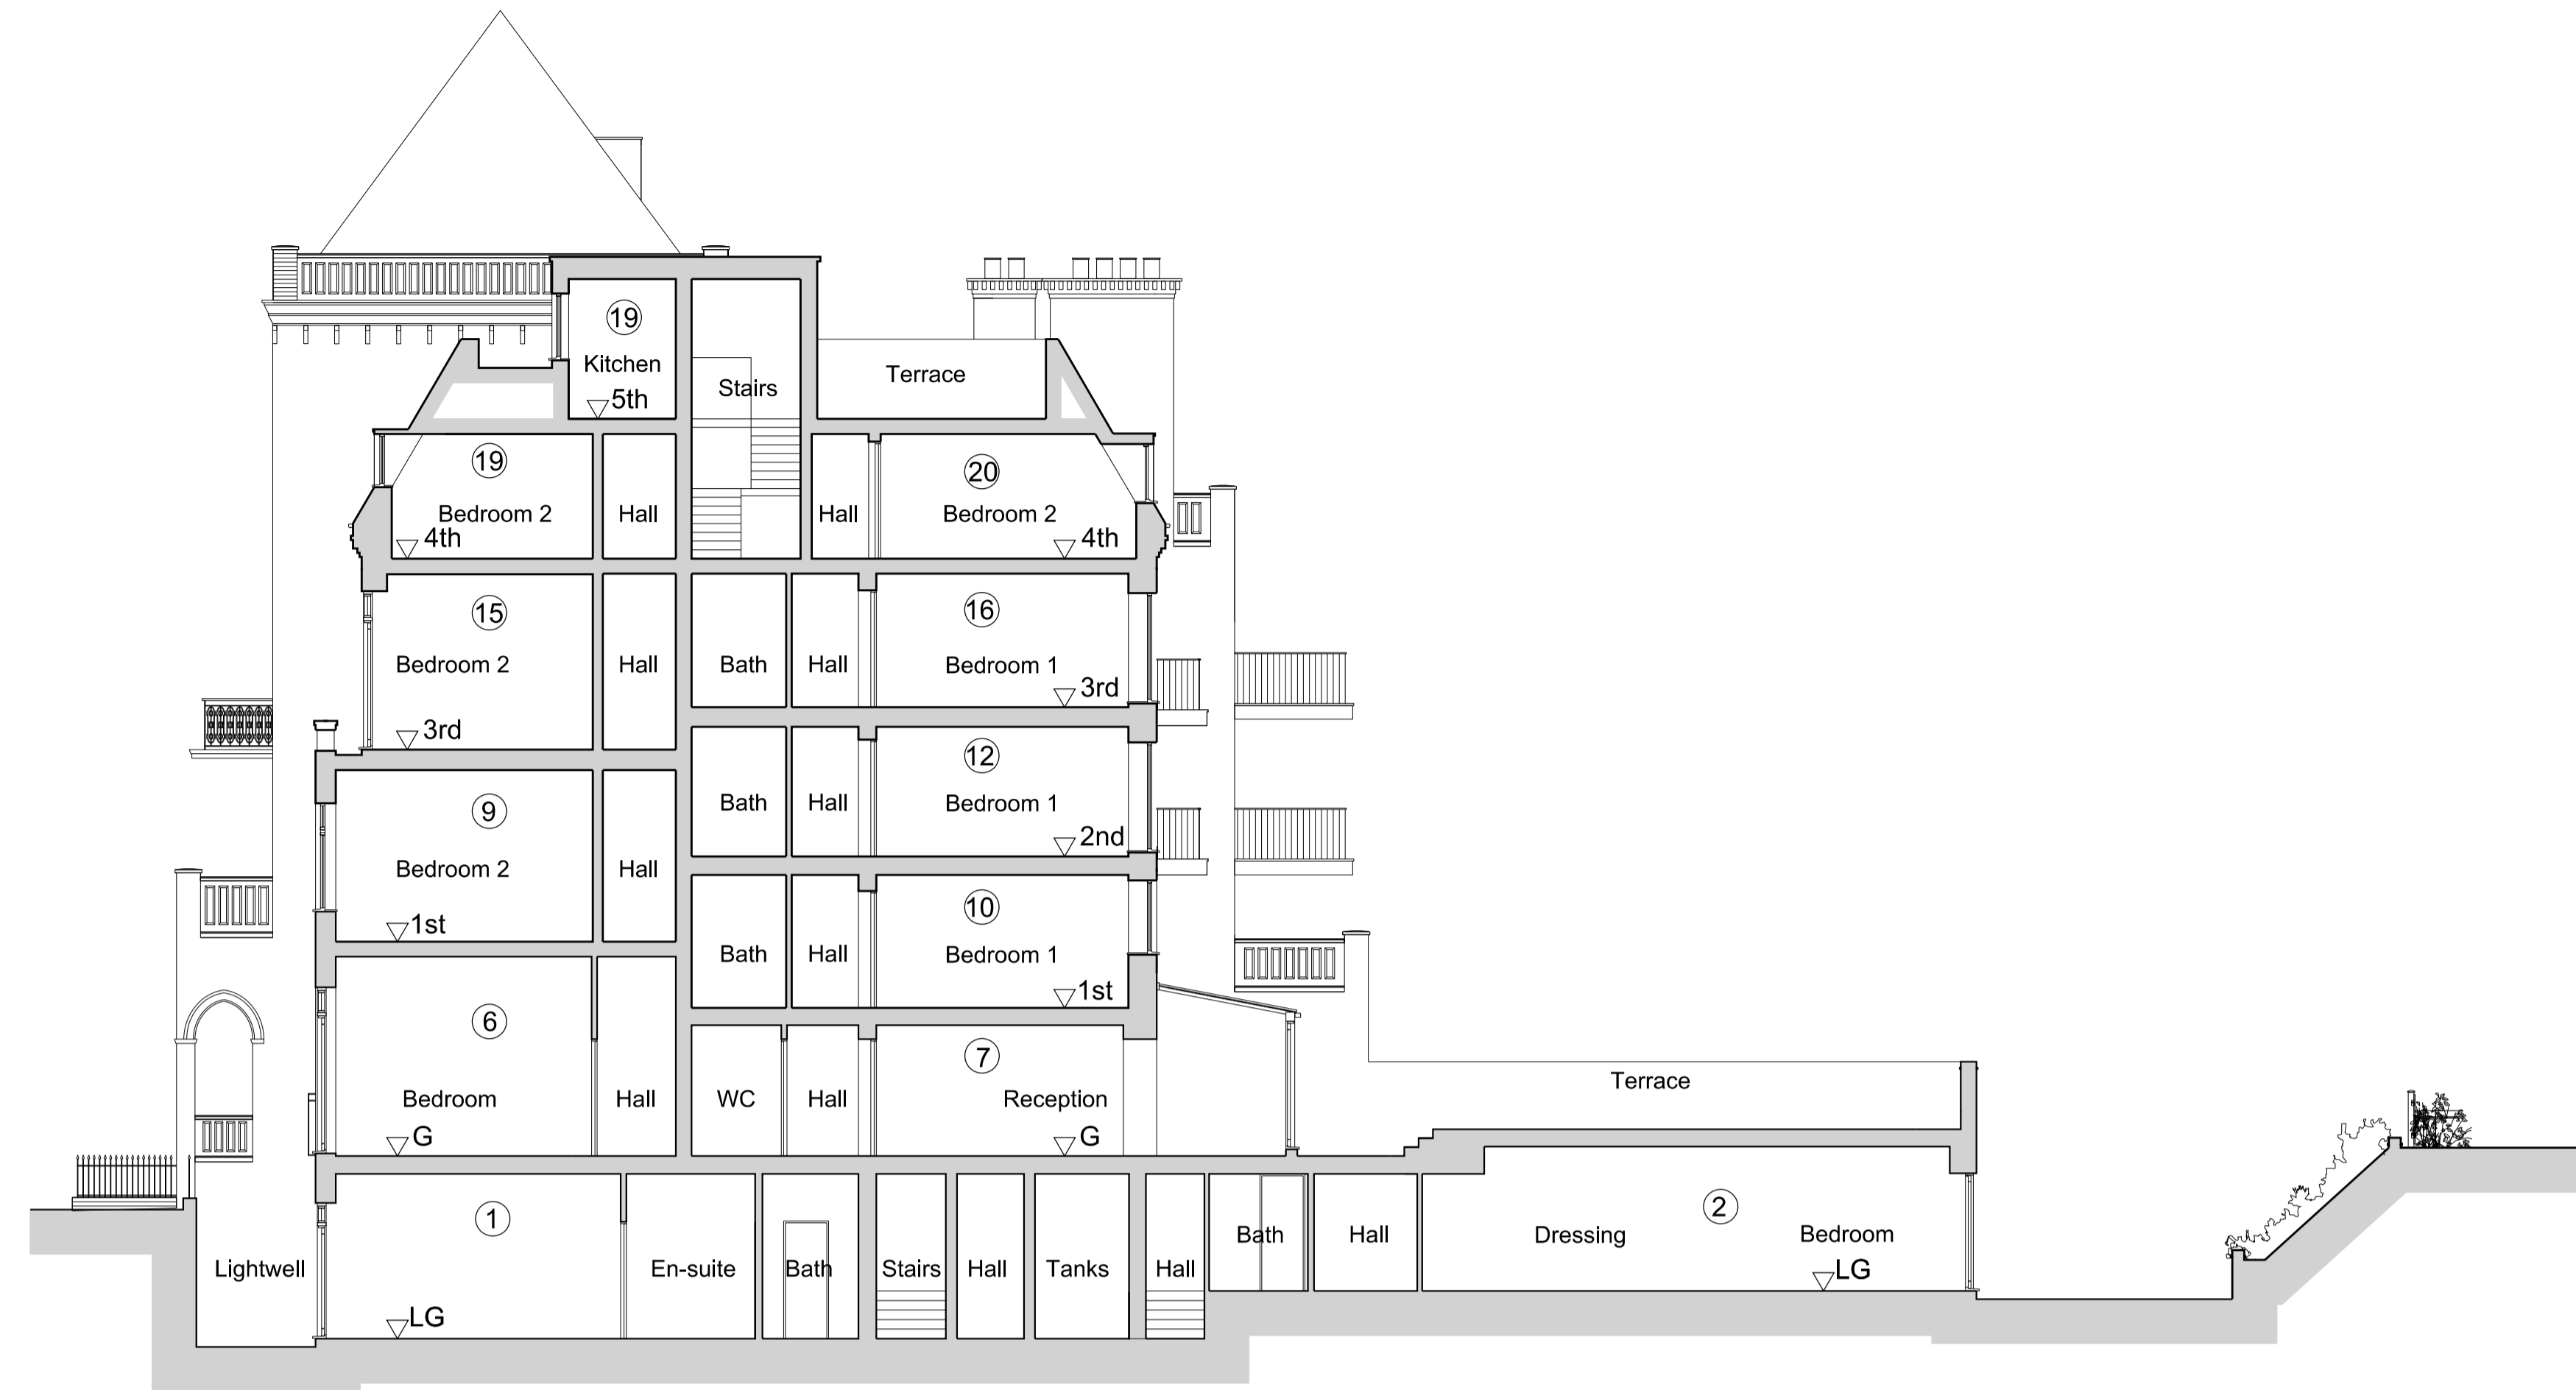 19
Kitchen
5th
Stairs
Terrace
19
Bedroom 2
4th
Hall
Hall
20
Bedroom 2
4th
15
Bedroom 2
3rd
Hall
Bath
Hall
16
Bedroom 1
3rd
9
Bedroom 2
1st
Hall
Bath
Hall
12
Bedroom 1
2nd
Bath
Hall
10
Bedroom 1
1st
6
Bedroom
G
Hall
WC
Hall
7
Reception
G
Terrace
Lightwell
1
LG
En-suite
Bath
Stairs
Hall
Tanks
Hall
Bath
Hall
Dressing
2
Bedroom
LG